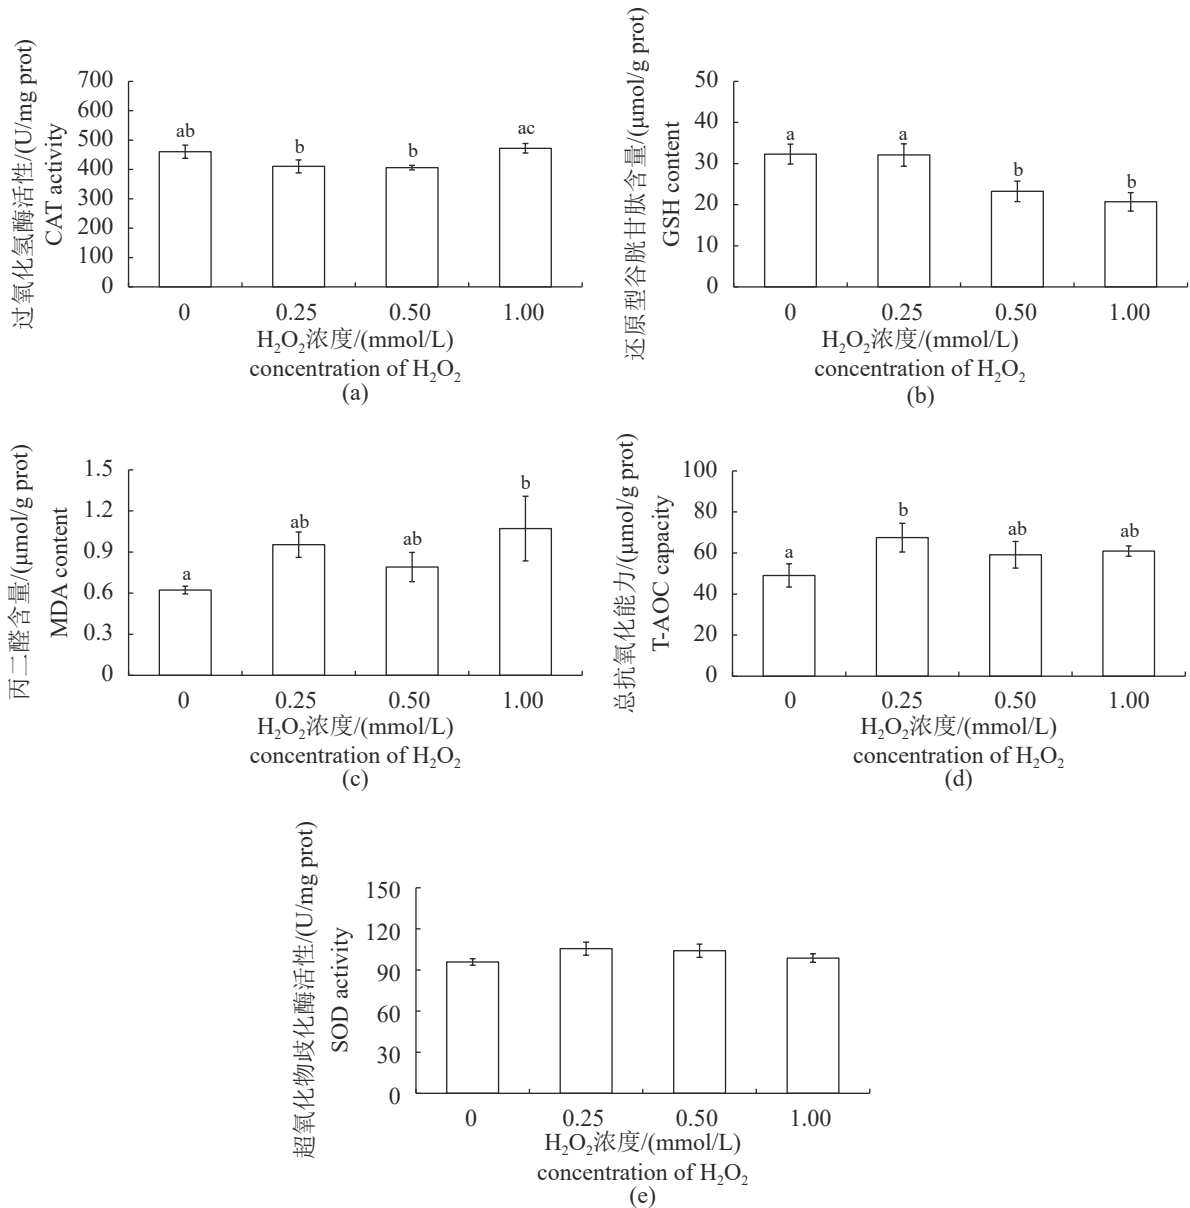 过氧化氢酶活性/(U/mg prot)
CAT activity
700
600
500
400
300
200
100
0
ab
b
b
ac
0 0.25 0.50 1.00
H₂O₂浓度/(mmol/L)
concentration of H₂O₂
(a)
还原型谷胱甘肽含量/(μmol/g prot)
GSH content
50
40
30
20
10
0
a
a
b
b
0 0.25 0.50 1.00
H₂O₂浓度/(mmol/L)
concentration of H₂O₂
(b)
丙二醛含量/(μmol/g prot)
MDA content
1.5
1.2
0.9
0.6
0.3
0
a
ab
ab
b
0 0.25 0.50 1.00
H₂O₂浓度/(mmol/L)
concentration of H₂O₂
(c)
总抗氧化能力/(μmol/g prot)
T-AOC capacity
100
80
60
40
20
0
a
b
ab
ab
0 0.25 0.50 1.00
H₂O₂浓度/(mmol/L)
concentration of H₂O₂
(d)
超氧化物歧化酶活性/(U/mg prot)
SOD activity
150
120
90
60
30
0
0 0.25 0.50 1.00
H₂O₂浓度/(mmol/L)
concentration of H₂O₂
(e)